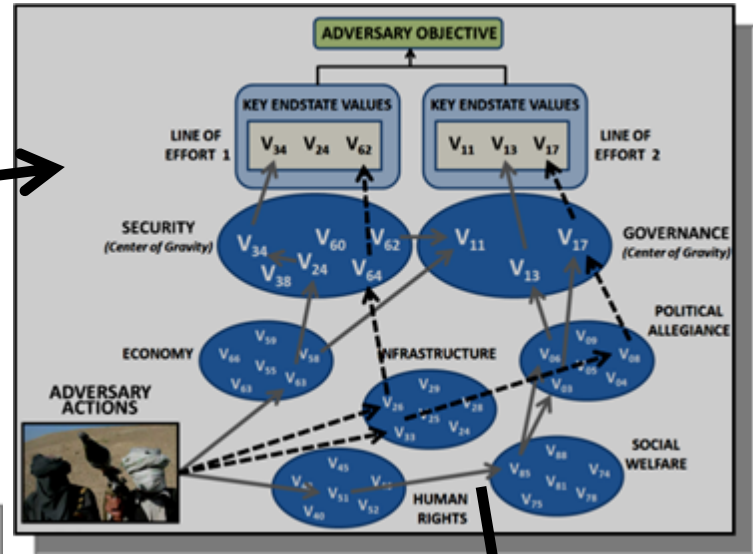 ADVERSARY OBJECTIVE
KEY ENDSTATE VALUES
KEY ENDSTATE VALUES
LINE OF
EFFORT 1
V34 V24 V62
V11 V13 V17
LINE OF
EFFORT 2
SECURITY
(Center of Gravity)
V34 V60 V62
V38 V24 V64
V11 V17
V13
GOVERNANCE
(Center of Gravity)
POLITICAL
ALLEGIANCE
ECONOMY
V59
V66 V58
V55
V63 V63
NFRASTRUCTURE
V29
V26 V28
V25
V33 V24
V09
V06 V08
V05
V03 V04
ADVERSARY
ACTIONS
SOCIAL
WELFARE
V45
V51
V40 V52
HUMAN
RIGHTS
V88
V85 V74
V81
V75 V78